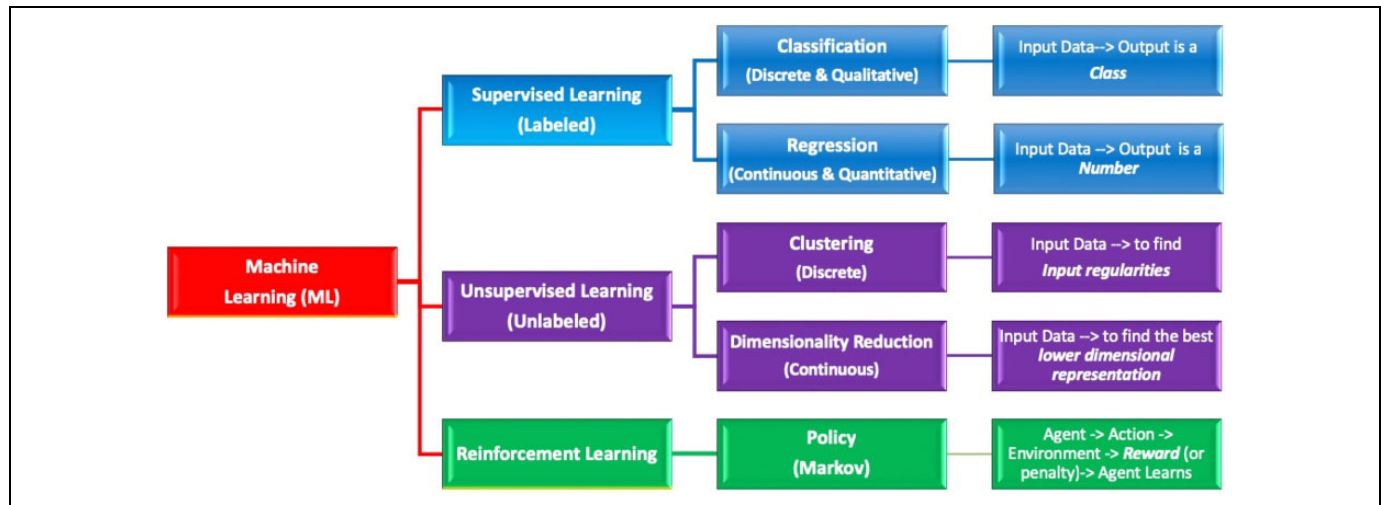 Machine
Learning (ML)
Supervised Learning
(Labeled)
Classification
(Discrete & Qualitative)
Input Data--> Output is a
Class
Regression
(Continuous & Quantitative)
Input Data --> Output is a
Number
Unsupervised Learning
(Unlabeled)
Clustering
(Discrete)
Input Data --> to find
Input regularities
Dimensionality Reduction
(Continuous)
Input Data --> to find the best
lower dimensional
representation
Reinforcement Learning
Policy
(Markov)
Agent -> Action ->
Environment -> Reward (or
penalty)-> Agent Learns